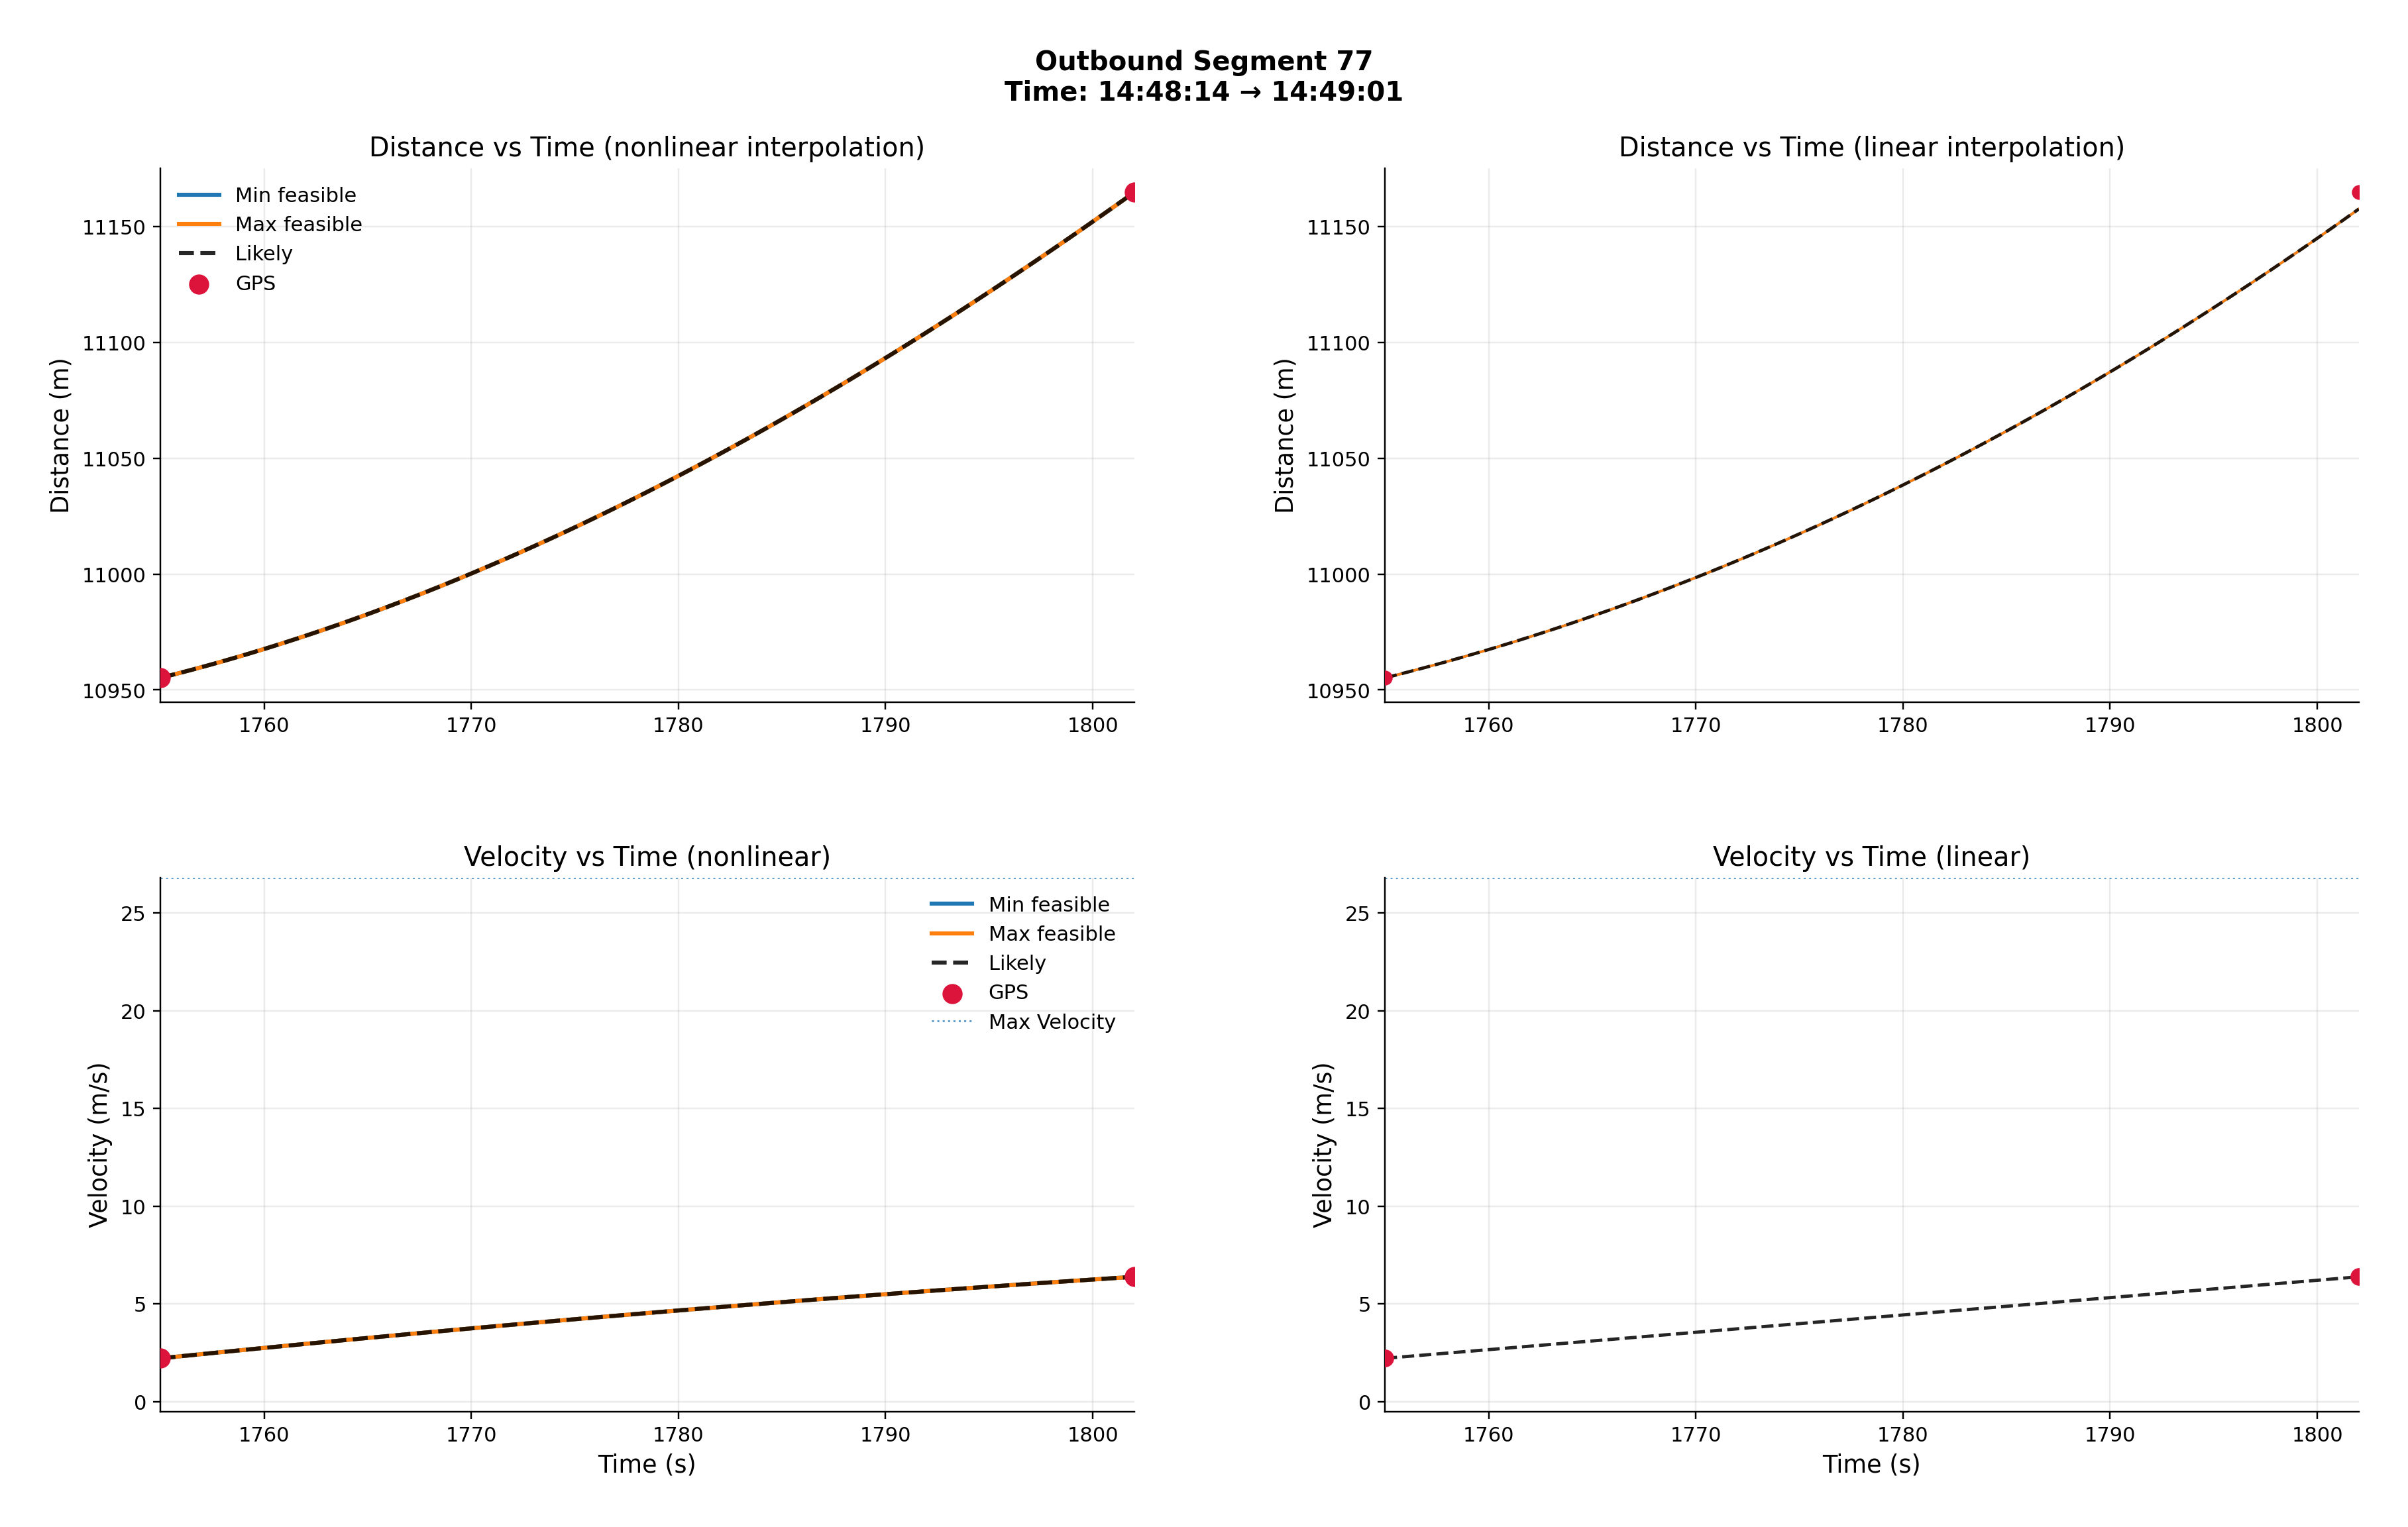 Outbound Segment 77
Time: 14:48:14 → 14:49:01
Distance vs Time (nonlinear interpolation)
Min feasible
Max feasible
Likely
GPS
Distance (m)
11150
11100
11050
11000
10950
1760 1770 1780 1790 1800
Distance vs Time (linear interpolation)
Distance (m)
11150
11100
11050
11000
10950
1760 1770 1780 1790 1800
Velocity vs Time (nonlinear)
Min feasible
Max feasible
Likely
GPS
Max Velocity
Velocity (m/s)
25
20
15
10
5
0
1760 1770 1780 1790 1800
Time (s)
Velocity vs Time (linear)
Velocity (m/s)
25
20
15
10
5
0
1760 1770 1780 1790 1800
Time (s)